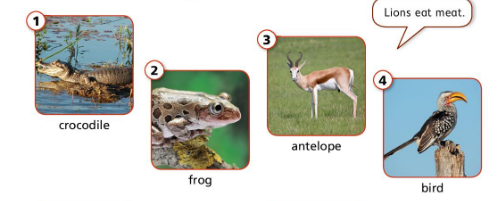 Lions eat meat.
1
crocodile
2
frog
3
antelope
4
bird